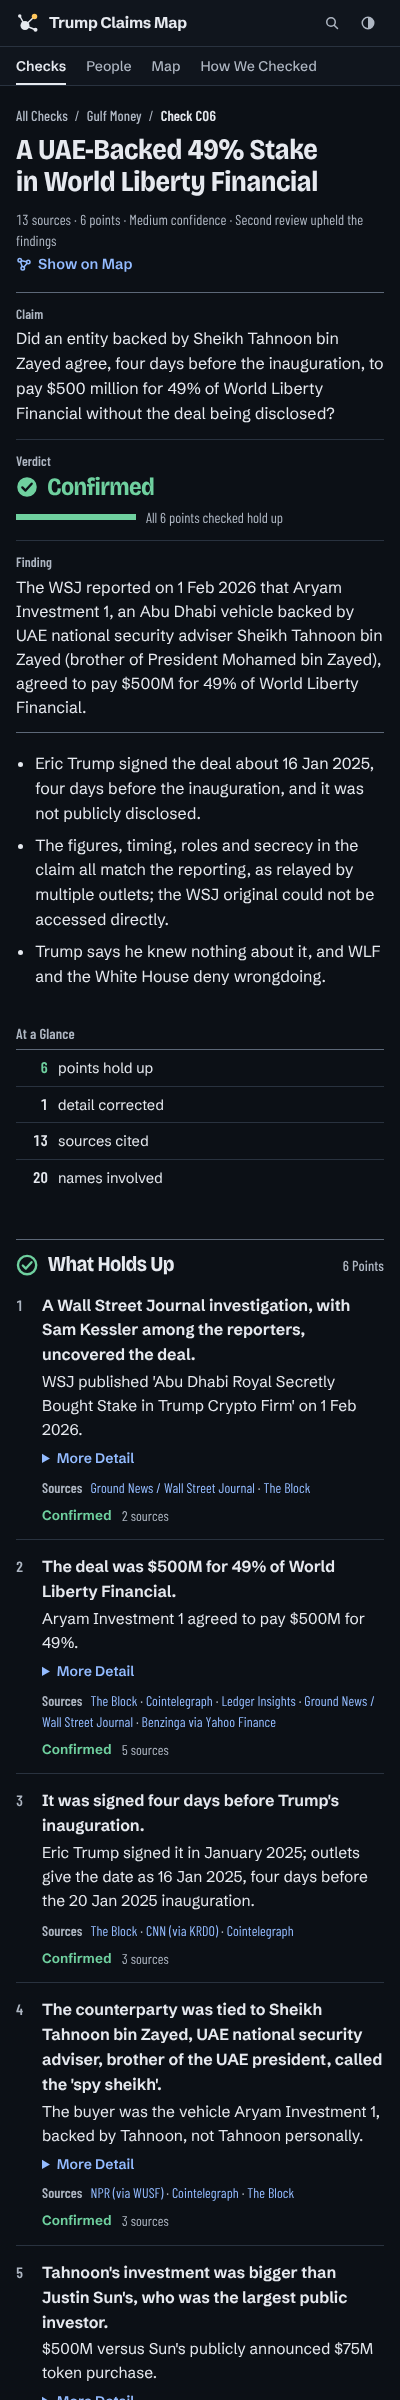 Trump Claims Map
Checks People Map How We Checked
All Checks / Gulf Money / Check C06
A UAE-Backed 49% Stake
in World Liberty Financial
13 sources · 6 points · Medium confidence · Second review upheld the
findings
Show on Map
Claim
Did an entity backed by Sheikh Tahnoon bin
Zayed agree, four days before the inauguration, to
pay $500 million for 49% of World Liberty
Financial without the deal being disclosed?
Verdict
Confirmed
All 6 points checked hold up
Finding
The WSJ reported on 1 Feb 2026 that Aryam
Investment 1, an Abu Dhabi vehicle backed by
UAE national security adviser Sheikh Tahnoon bin
Zayed (brother of President Mohamed bin Zayed),
agreed to pay $500M for 49% of World Liberty
Financial.
• Eric Trump signed the deal about 16 Jan 2025,
four days before the inauguration, and it was
not publicly disclosed.
• The figures, timing, roles and secrecy in the
claim all match the reporting, as relayed by
multiple outlets; the WSJ original could not be
accessed directly.
• Trump says he knew nothing about it, and WLF
and the White House deny wrongdoing.
At a Glance
6 points hold up
1 detail corrected
13 sources cited
20 names involved
What Holds Up 6 Points
1 A Wall Street Journal investigation, with
Sam Kessler among the reporters,
uncovered the deal.
WSJ published 'Abu Dhabi Royal Secretly
Bought Stake in Trump Crypto Firm' on 1 Feb
2026.
▶ More Detail
Sources Ground News / Wall Street Journal · The Block
Confirmed 2 sources
2 The deal was $500M for 49% of World
Liberty Financial.
Aryam Investment 1 agreed to pay $500M for
49%.
▶ More Detail
Sources The Block · Cointelegraph · Ledger Insights · Ground News /
Wall Street Journal · Benzinga via Yahoo Finance
Confirmed 5 sources
3 It was signed four days before Trump's
inauguration.
Eric Trump signed it in January 2025; outlets
give the date as 16 Jan 2025, four days before
the 20 Jan 2025 inauguration.
Sources The Block · CNN (via KRDO) · Cointelegraph
Confirmed 3 sources
4 The counterparty was tied to Sheikh
Tahnoon bin Zayed, UAE national security
adviser, brother of the UAE president, called
the 'spy sheikh'.
The buyer was the vehicle Aryam Investment 1,
backed by Tahnoon, not Tahnoon personally.
▶ More Detail
Sources NPR (via WUSF) · Cointelegraph · The Block
Confirmed 3 sources
5 Tahnoon's investment was bigger than
Justin Sun's, who was the largest public
investor.
$500M versus Sun's publicly announced $75M
token purchase.
▶ More Detail